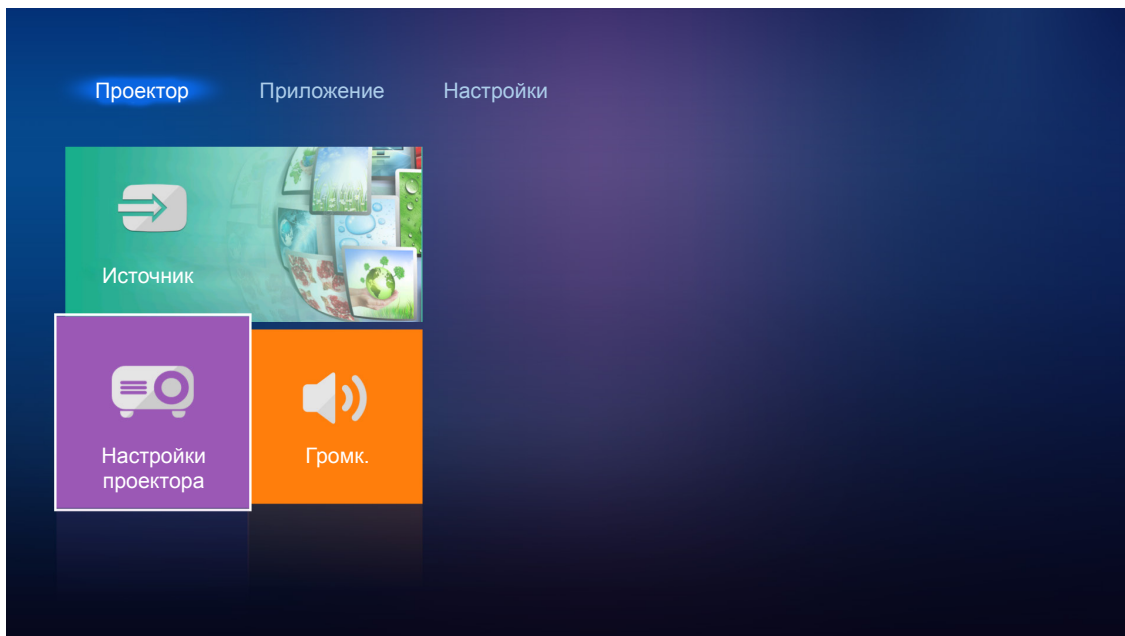 Проектор Приложение Настройки
Источник
Настройки
проектора
Громк.